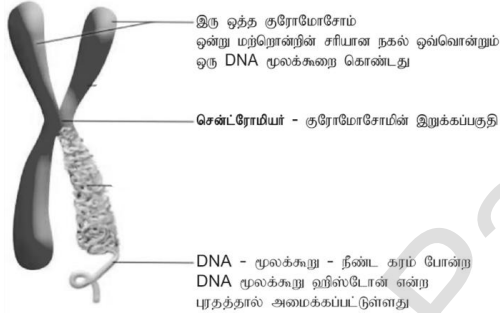 இரு ஒத்த குரோமோசோம்
ஒன்று மற்றொன்றின் சரியான நகல் ஒவ்வொன்றும்
ஒரு DNA மூலக்கூறை கொண்டது
சென்ட்ரோமியர் - குரோமோசோமின் இறுக்கப்பகுதி
DNA - மூலக்கூறு - நீண்ட கரம் போன்ற
DNA மூலக்கூறு ஹிஸ்டோன் என்ற
புரதத்தால் அமைக்கப்பட்டுள்ளது